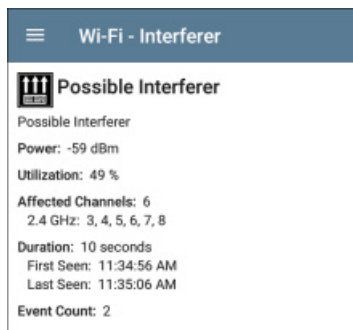 Wi-Fi - Interferer
Possible Interferer
Possible Interferer
Power: -59 dBm
Utilization: 49 %
Affected Channels: 6
2.4 GHz: 3, 4, 5, 6, 7, 8
Duration: 10 seconds
First Seen: 11:34:56 AM
Last Seen: 11:35:06 AM
Event Count: 2